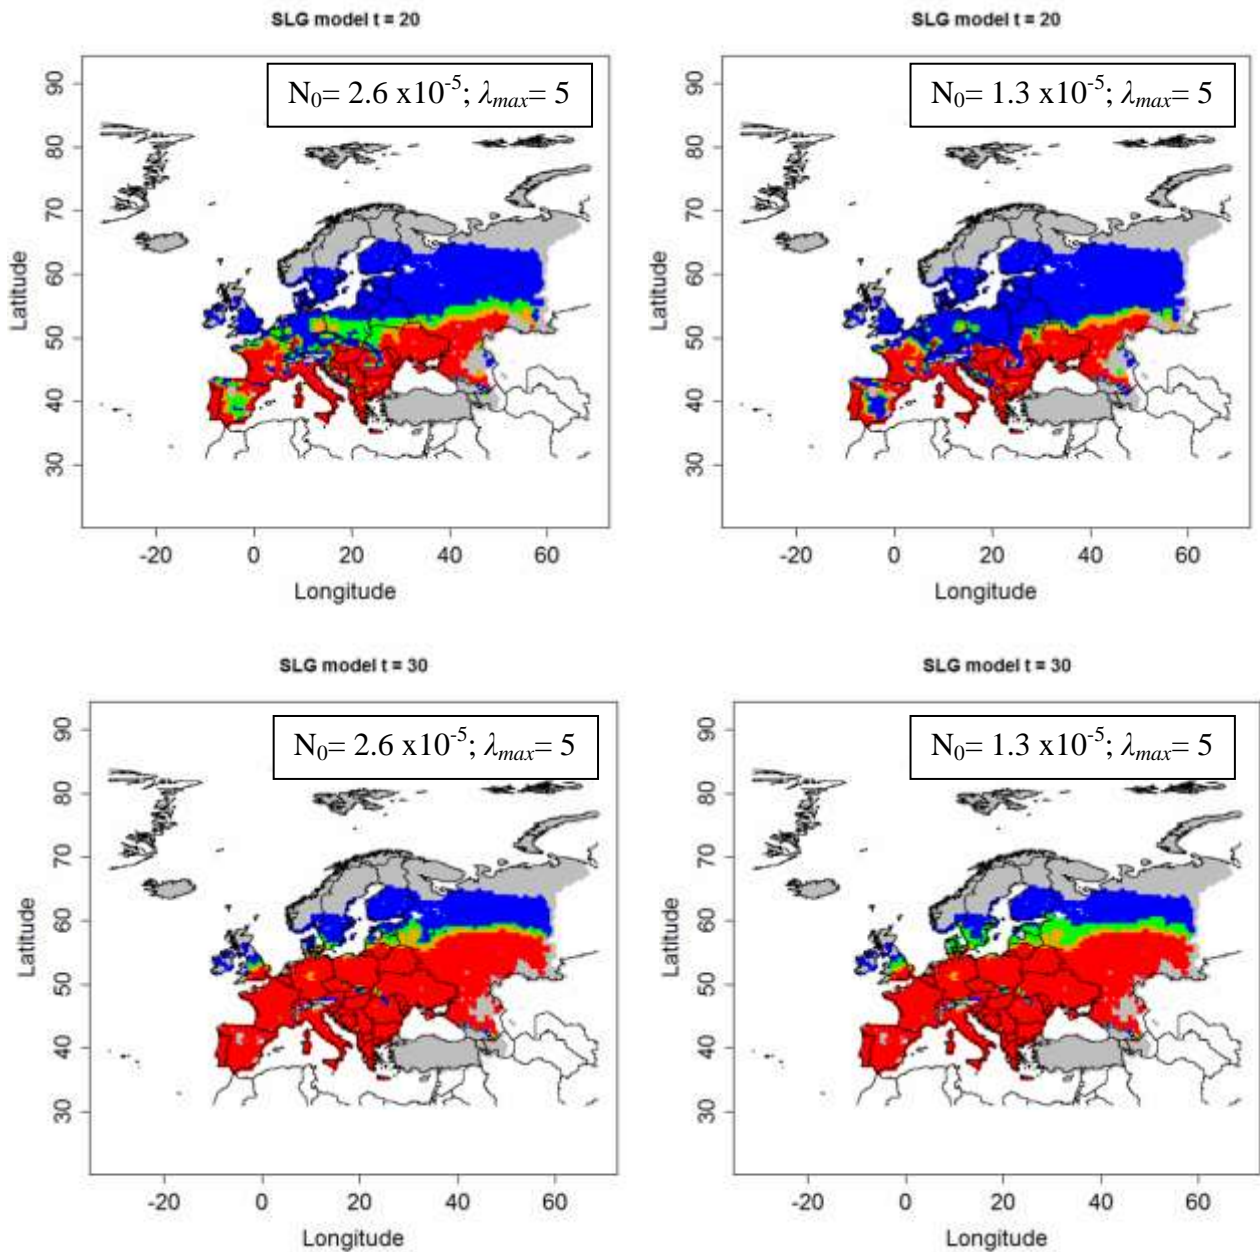 SLG model t = 20
N₀= 2.6 x10⁻⁵; λmax= 5
90
80
70
60
50
40
30
Latitude
-20 0 20 40 60
Longitude
SLG model t = 20
N₀= 1.3 x10⁻⁵; λmax= 5
90
80
70
60
50
40
30
Latitude
-20 0 20 40 60
Longitude
SLG model t = 30
N₀= 2.6 x10⁻⁵; λmax= 5
90
80
70
60
50
40
30
Latitude
-20 0 20 40 60
Longitude
SLG model t = 30
N₀= 1.3 x10⁻⁵; λmax= 5
90
80
70
60
50
40
30
Latitude
-20 0 20 40 60
Longitude